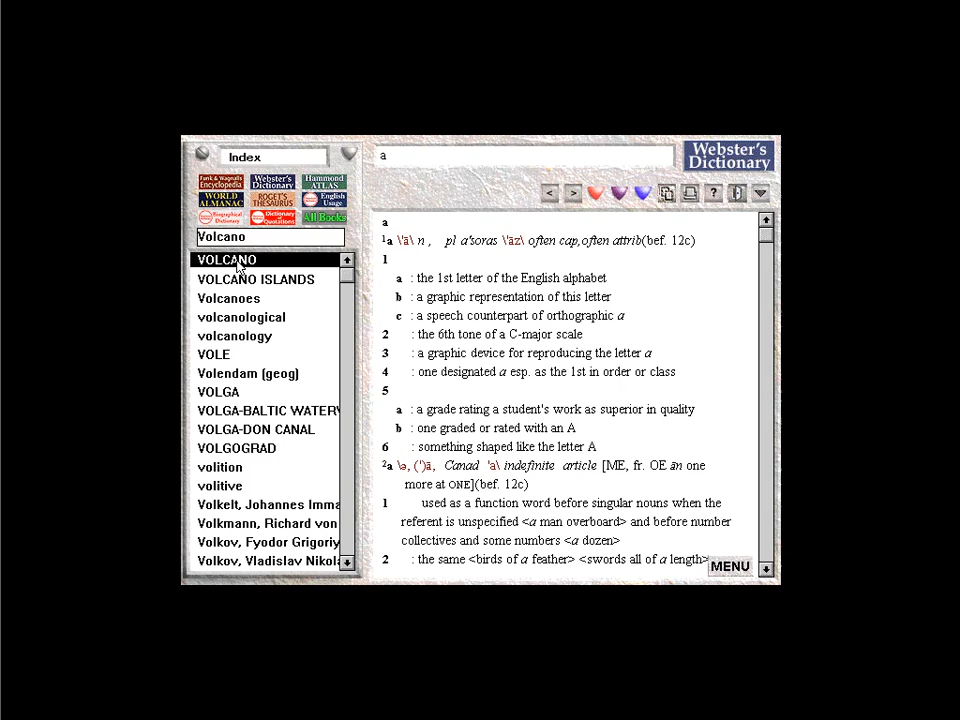 Index
Funk & Wagnalls
Encyclopedia
Webster's
Dictionary
Hammond
ATLAS
WORLD
ALMANAC
ROGET'S
THESAURUS
English
Usage
Biographical
Dictionary
Dictionary
Quotations
All Books
Volcano
VOLCANO
VOLCANO ISLANDS
Volcanoes
volcanological
volcanology
VOLE
Volendam (geog)
VOLGA
VOLGA-BALTIC WATERV
VOLGA-DON CANAL
VOLGOGRAD
volition
volitive
Volkelt, Johannes Imma
Volkmann, Richard von
Volkov, Fyodor Grigoriy
Volkov, Vladislav Nikola
a
Webster's
Dictionary
< > ?
a
¹a \'ā\ n , pl a'soras \'āz\ often cap,often attrib(bef. 12c)
1
a : the 1st letter of the English alphabet
b : a graphic representation of this letter
c : a speech counterpart of orthographic a
2 : the 6th tone of a C-major scale
3 : a graphic device for reproducing the letter a
4 : one designated a esp. as the 1st in order or class
5
a : a grade rating a student's work as superior in quality
b : one graded or rated with an A
6 : something shaped like the letter A
²a \ə, (')ā, Canad 'a\ indefinite article [ME, fr. OE ān one
more at ONE](bef. 12c)
1 used as a function word before singular nouns when the
referent is unspecified <a man overboard> and before number
collectives and some numbers <a dozen>
2 : the same <birds of a feather> <swords all of a length>
MENU